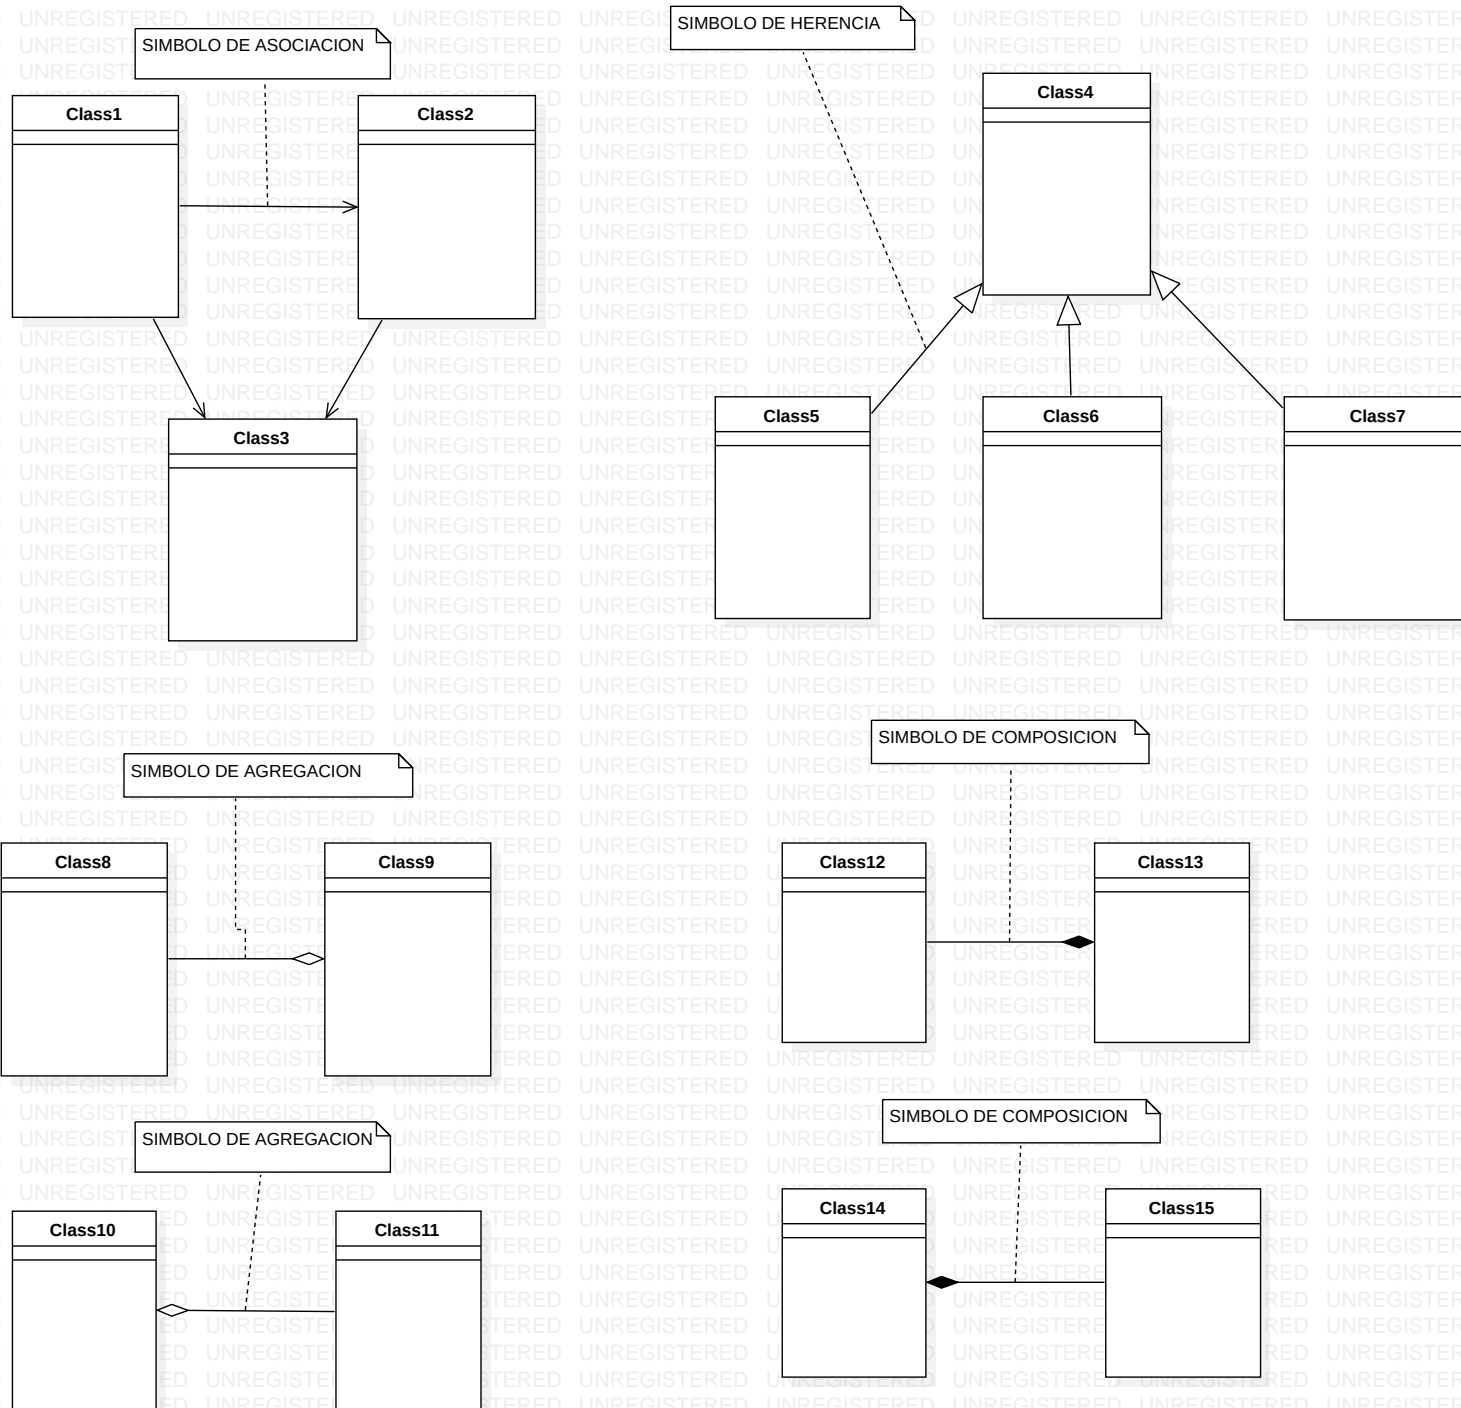 SIMBOLO DE ASOCIACION
Class1
Class2
Class3
SIMBOLO DE HERENCIA
Class4
Class5
Class6
Class7
SIMBOLO DE AGREGACION
Class8
Class9
SIMBOLO DE COMPOSICION
Class12
Class13
SIMBOLO DE AGREGACION
Class10
Class11
SIMBOLO DE COMPOSICION
Class14
Class15
UNREGISTERED